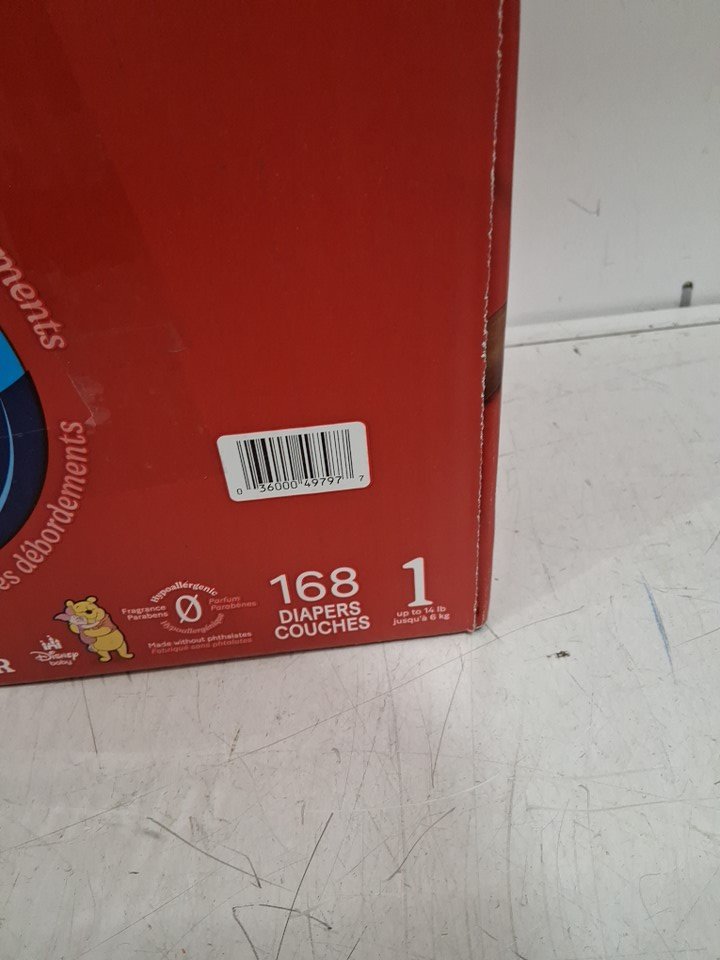 ments
es débordements
0 36000 49797 7
R
Disney
baby
Hypoallergenic
Fragrance
Parabens
Ø
Parfum
Parabènes
Hypoallergénique
Made without phthalates
Fabriqué sans phtalates
168
DIAPERS
COUCHES
1
up to 14 lb
jusqu'à 6 kg